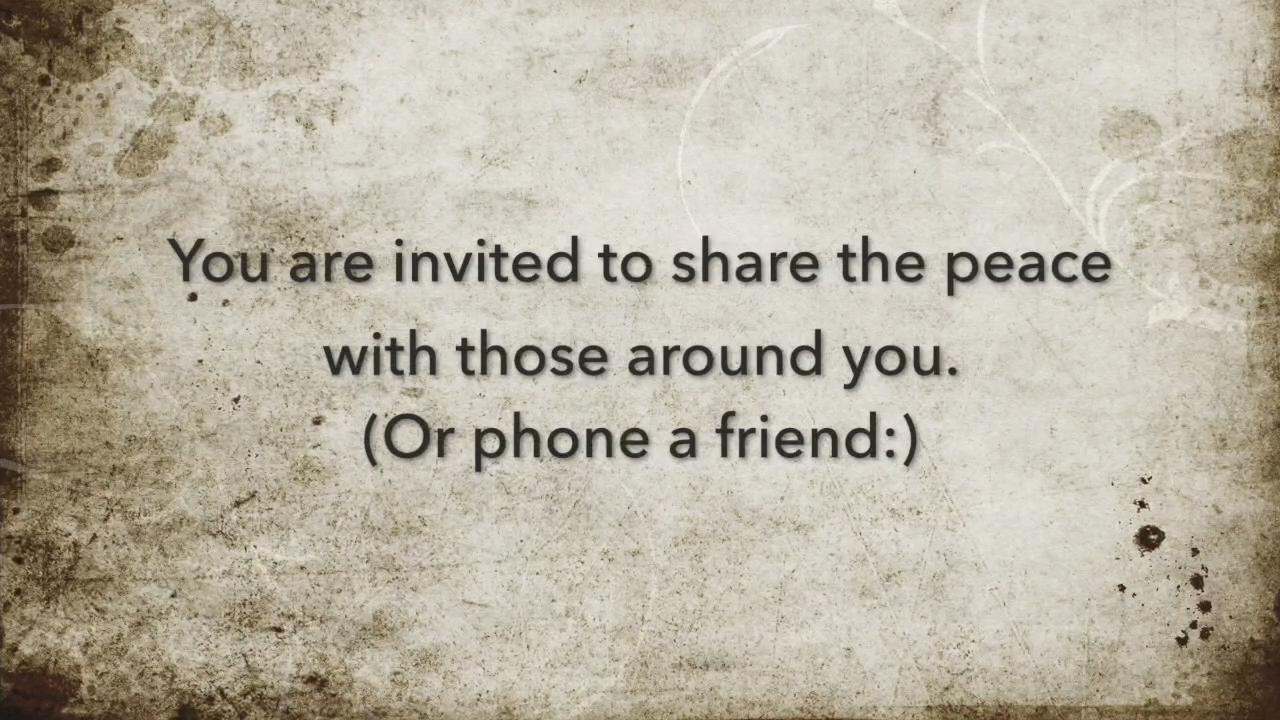 You are invited to share the peace
with those around you.
(Or phone a friend:)